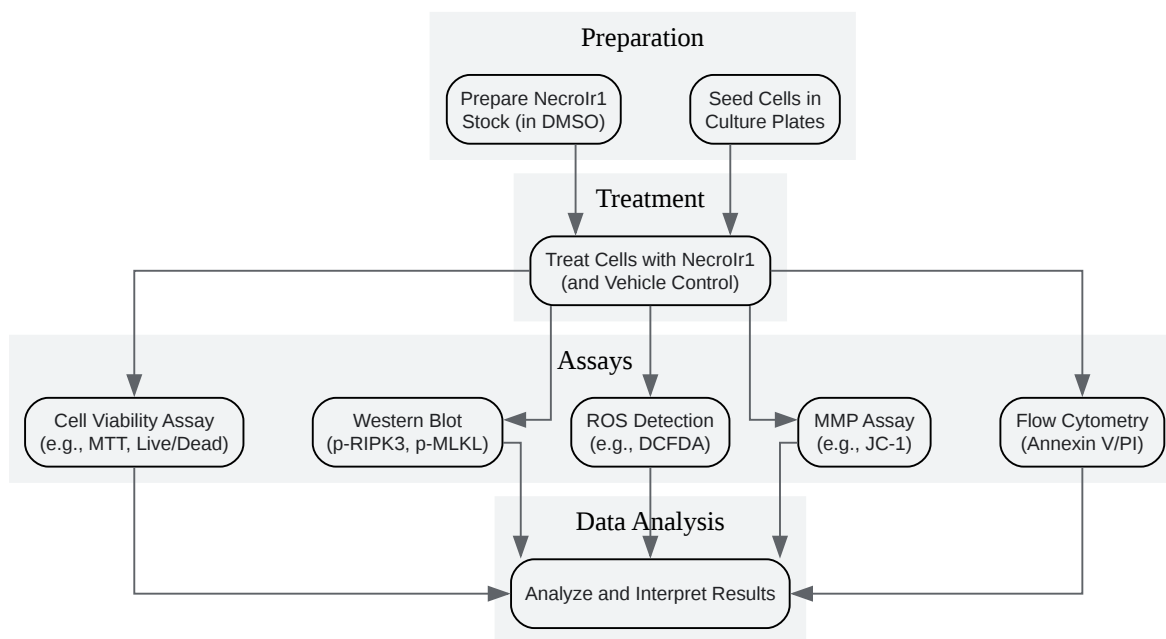 Preparation
Prepare NecroIr1
Stock (in DMSO)
Seed Cells in
Culture Plates
Treatment
Treat Cells with NecroIr1
(and Vehicle Control)
Assays
Cell Viability Assay
(e.g., MTT, Live/Dead)
Western Blot
(p-RIPK3, p-MLKL)
ROS Detection
(e.g., DCFDA)
MMP Assay
(e.g., JC-1)
Flow Cytometry
(Annexin V/PI)
Data Analysis
Analyze and Interpret Results